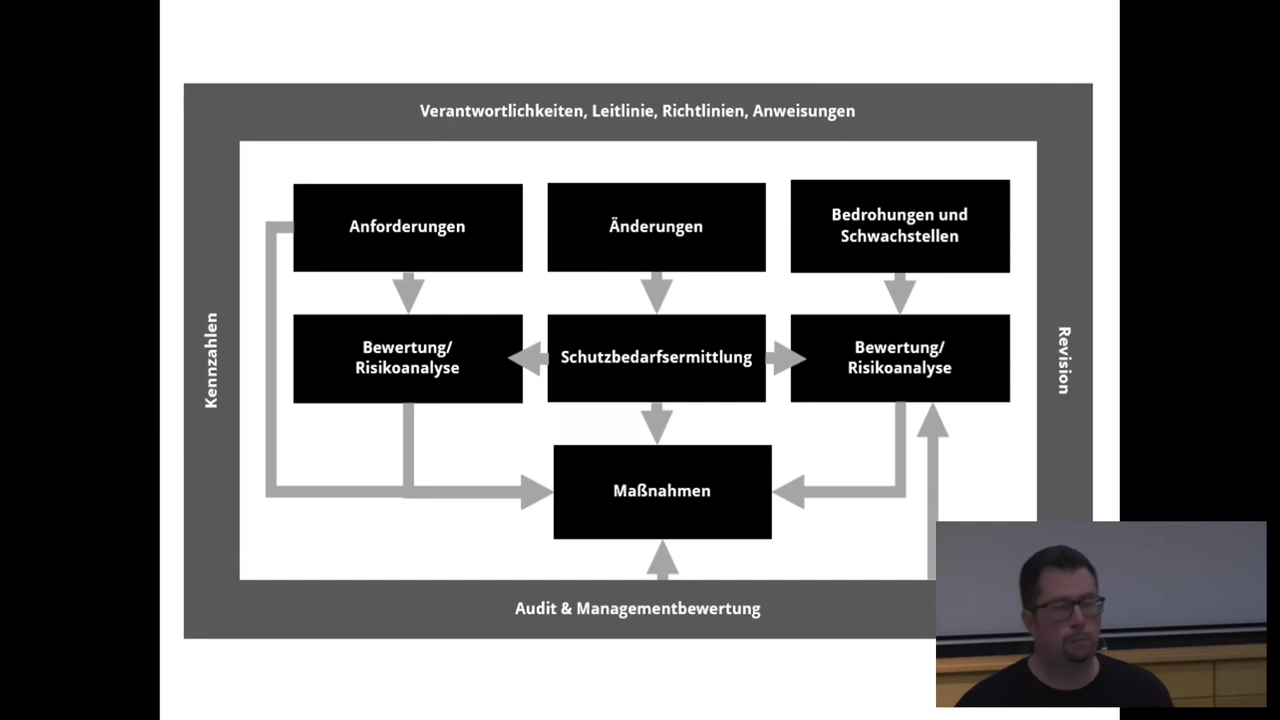 Verantwortlichkeiten, Leitlinie, Richtlinien, Anweisungen
Anforderungen
Änderungen
Bedrohungen und
Schwachstellen
Kennzahlen
Bewertung/
Risikoanalyse
Schutzbedarfsermittlung
Bewertung/
Risikoanalyse
Revision
Maßnahmen
Audit & Managementbewertung